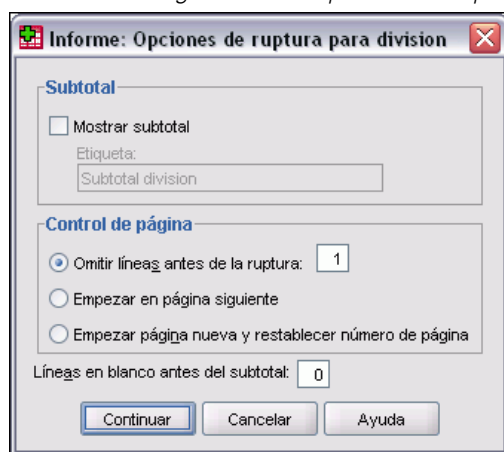 Informe: Opciones de ruptura para division
Subtotal
Mostrar subtotal
Etiqueta:
Subtotal division
Control de página
Omitir líneas antes de la ruptura: 1
Empezar en página siguiente
Empezar página nueva y restablecer número de página
Líneas en blanco antes del subtotal: 0
Continuar Cancelar Ayuda